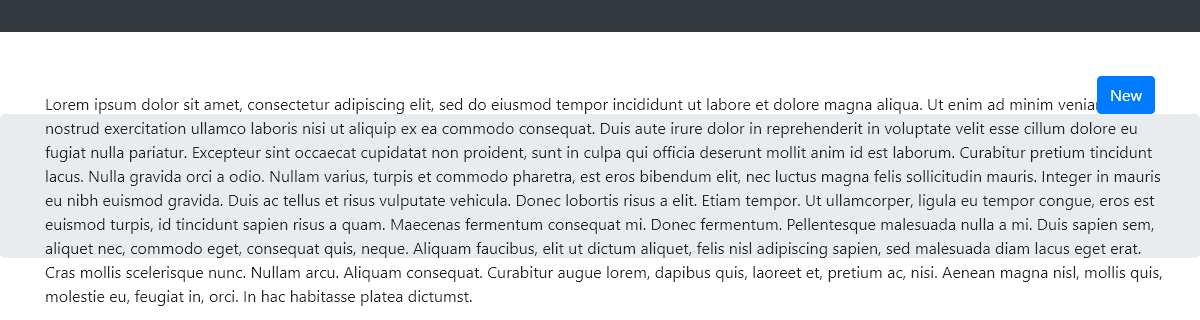 New
Lorem ipsum dolor sit amet, consectetur adipiscing elit, sed do eiusmod tempor incididunt ut labore et dolore magna aliqua. Ut enim ad minim
nostrud exercitation ullamco laboris nisi ut aliquip ex ea commodo consequat. Duis aute irure dolor in reprehenderit in voluptate velit esse cillum dolore eu
fugiat nulla pariatur. Excepteur sint occaecat cupidatat non proident, sunt in culpa qui officia deserunt mollit anim id est laborum. Curabitur pretium tincidunt
lacus. Nulla gravida orci a odio. Nullam varius, turpis et commodo pharetra, est eros bibendum elit, nec luctus magna felis sollicitudin mauris. Integer in mauris
eu nibh euismod gravida. Duis ac tellus et risus vulputate vehicula. Donec lobortis risus a elit. Etiam tempor. Ut ullamcorper, ligula eu tempor congue, eros est
euismod turpis, id tincidunt sapien risus a quam. Maecenas fermentum consequat mi. Donec fermentum. Pellentesque malesuada nulla a mi. Duis sapien sem,
aliquet nec, commodo eget, consequat quis, neque. Aliquam faucibus, elit ut dictum aliquet, felis nisl adipiscing sapien, sed malesuada diam lacus eget erat.
Cras mollis scelerisque nunc. Nullam arcu. Aliquam consequat. Curabitur augue lorem, dapibus quis, laoreet et, pretium ac, nisi. Aenean magna nisl, mollis quis,
molestie eu, feugiat in, orci. In hac habitasse platea dictumst.